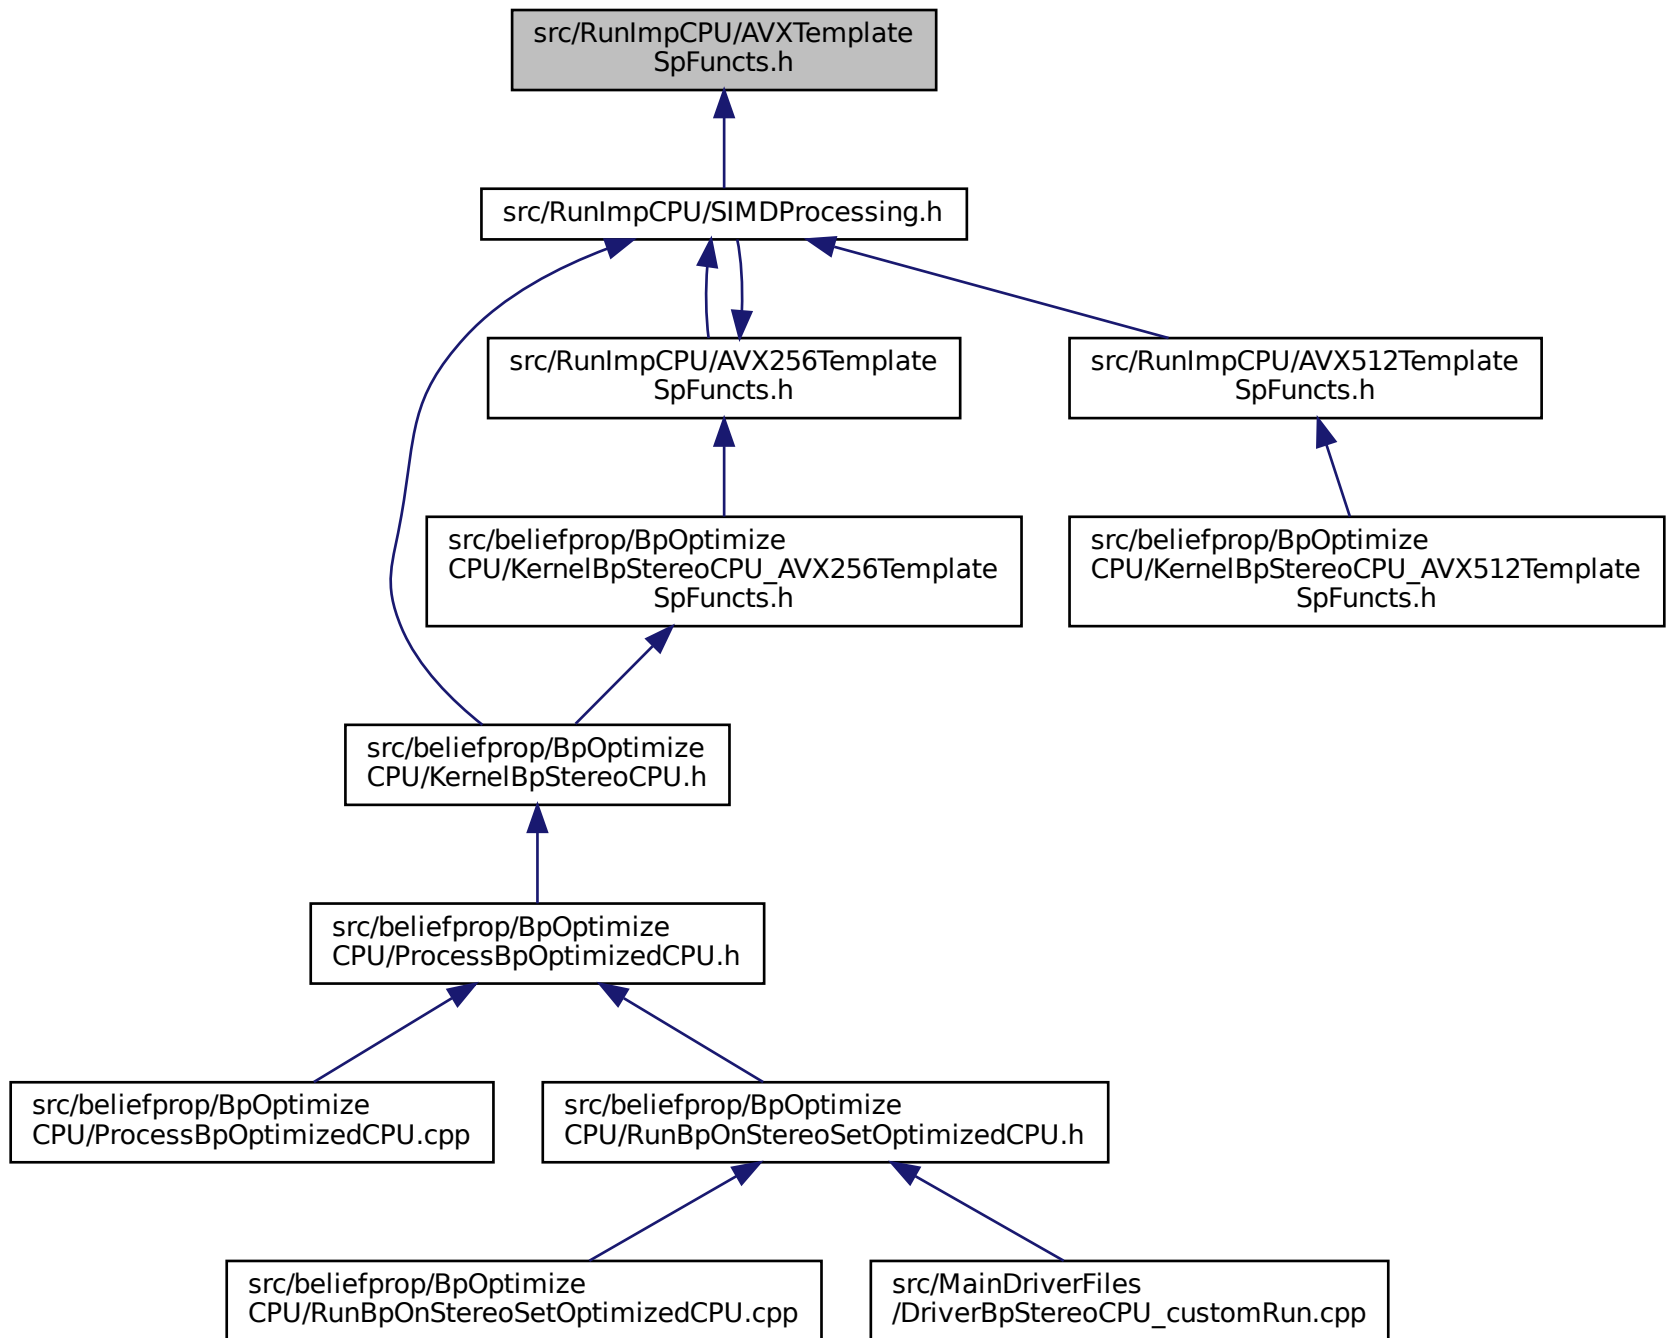 src/RunImpCPU/AVXTemplate
SpFuncts.h
src/RunImpCPU/SIMDProcessing.h
src/RunImpCPU/AVX256Template
SpFuncts.h
src/RunImpCPU/AVX512Template
SpFuncts.h
src/beliefprop/BpOptimize
CPU/KernelBpStereoCPU_AVX256Template
SpFuncts.h
src/beliefprop/BpOptimize
CPU/KernelBpStereoCPU_AVX512Template
SpFuncts.h
src/beliefprop/BpOptimize
CPU/KernelBpStereoCPU.h
src/beliefprop/BpOptimize
CPU/ProcessBpOptimizedCPU.h
src/beliefprop/BpOptimize
CPU/ProcessBpOptimizedCPU.cpp
src/beliefprop/BpOptimize
CPU/RunBpOnStereoSetOptimizedCPU.h
src/beliefprop/BpOptimize
CPU/RunBpOnStereoSetOptimizedCPU.cpp
src/MainDriverFiles
/DriverBpStereoCPU_customRun.cpp